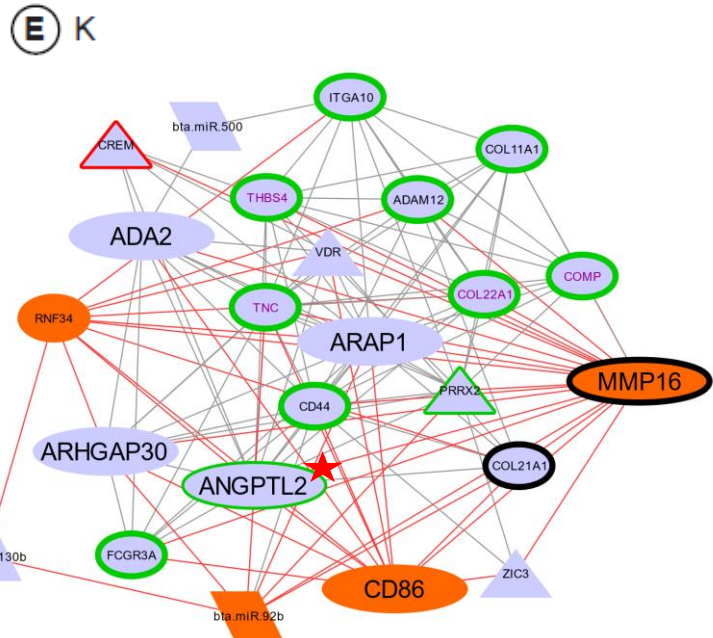 E K
ITGA10
bta.miR.500
CREM
COL11A1
THBS4
ADAM12
ADA2
VDR
COMP
COL22A1
TNC
RNF34
ARAP1
MMP16
PRRX2
CD44
ARHGAP30
COL21A1
ANGPTL2
FCGR3A
130b
ZIC3
CD86
bta.miR.92b